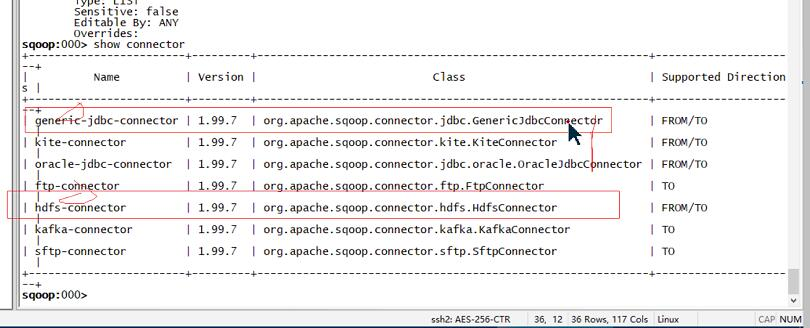 Type: LIST
Sensitive: false
Editable By: ANY
Overrides:
sqoop:000> show connector
+------------------------+---------+------------------------------------------------------------+----------------------
--+
|          Name          | Version |                           Class                            | Supported Direction
s |
+------------------------+---------+------------------------------------------------------------+----------------------
--+
| generic-jdbc-connector | 1.99.7 | org.apache.sqoop.connector.jdbc.GenericJdbcConnector | FROM/TO
|
| kite-connector | 1.99.7 | org.apache.sqoop.connector.kite.KiteConnector | FROM/TO
|
| oracle-jdbc-connector | 1.99.7 | org.apache.sqoop.connector.jdbc.oracle.OracleJdbcConnector | FROM/TO
|
| ftp-connector | 1.99.7 | org.apache.sqoop.connector.ftp.FtpConnector | TO
|
| hdfs-connector | 1.99.7 | org.apache.sqoop.connector.hdfs.HdfsConnector | FROM/TO
|
| kafka-connector | 1.99.7 | org.apache.sqoop.connector.kafka.KafkaConnector | TO
|
| sftp-connector | 1.99.7 | org.apache.sqoop.connector.sftp.SftpConnector | TO
|
+------------------------+---------+------------------------------------------------------------+----------------------
--+
sqoop:000>
ssh2: AES-256-CTR 36, 12 36 Rows, 117 Cols Linux CAP NUM